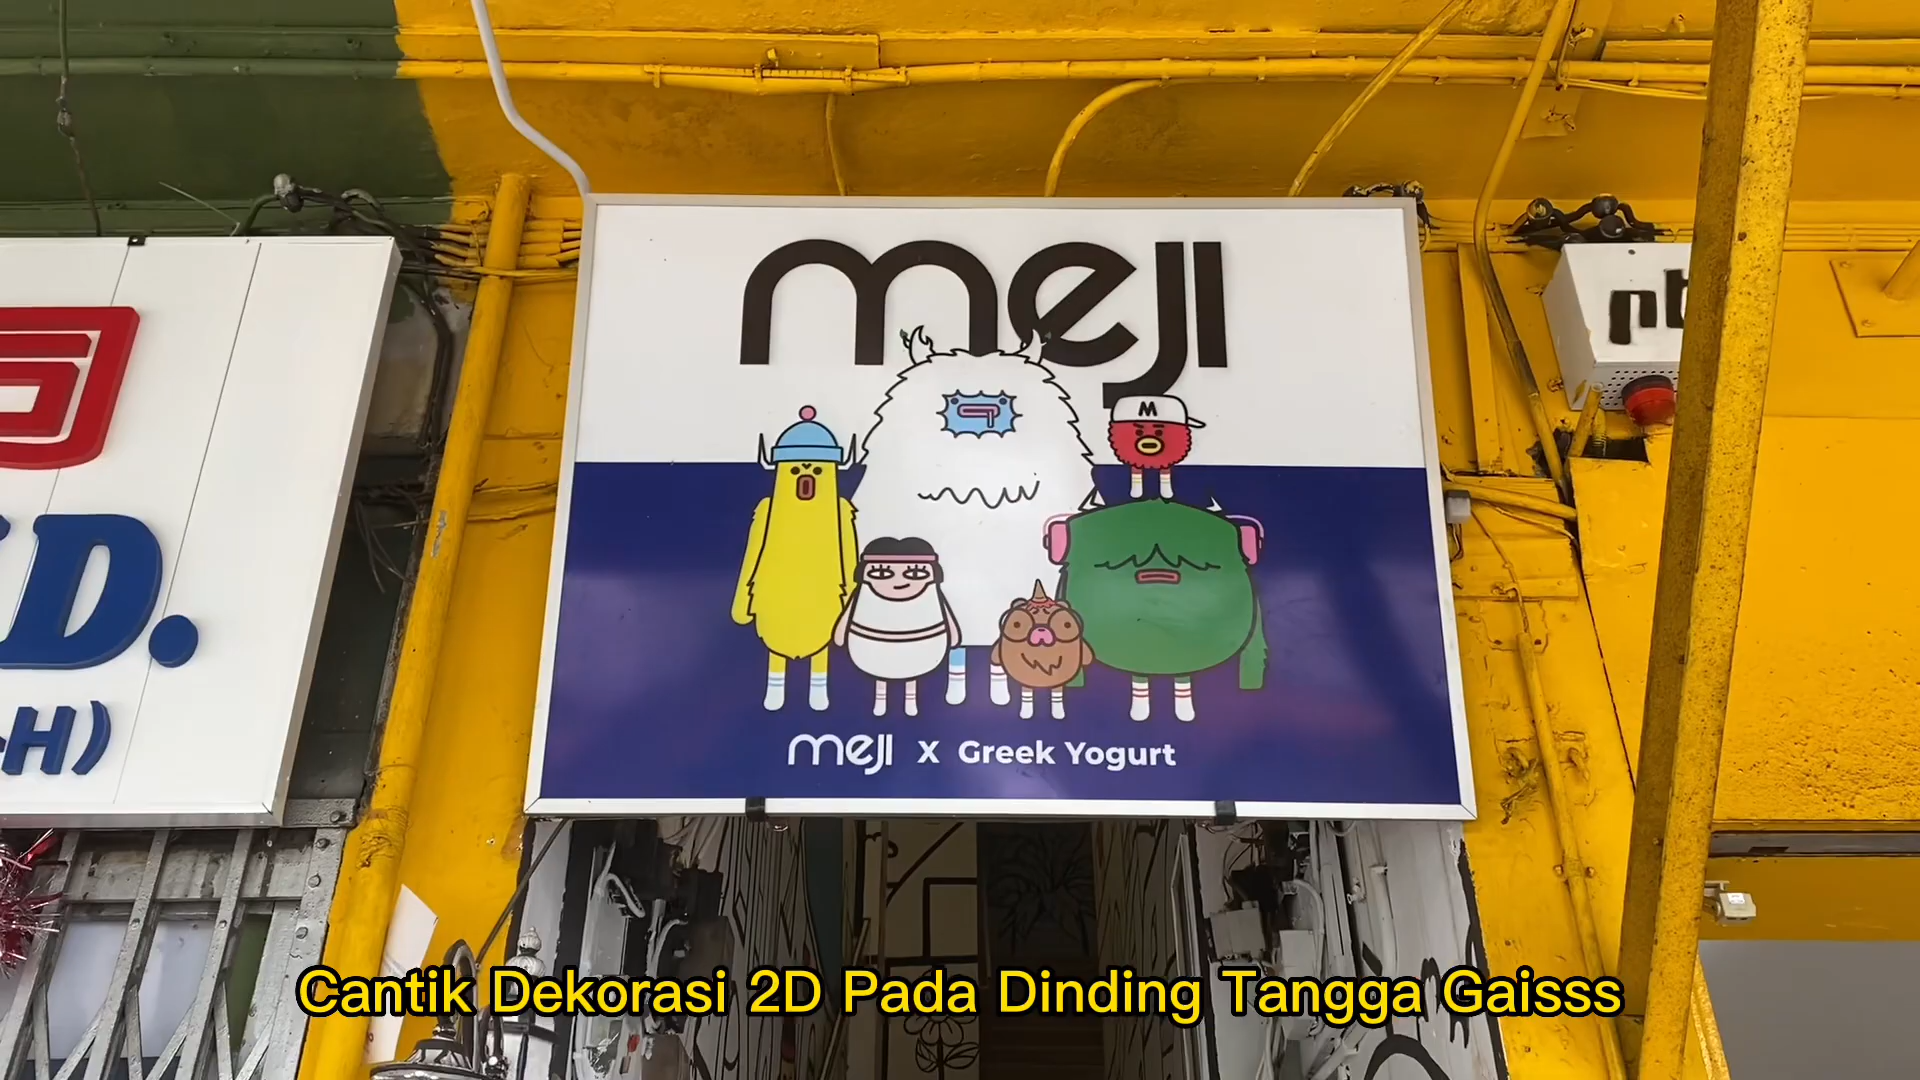 meji
M
D.
H)
meji X Greek Yogurt
Cantik Dekorasi 2D Pada Dinding Tangga Gaisss